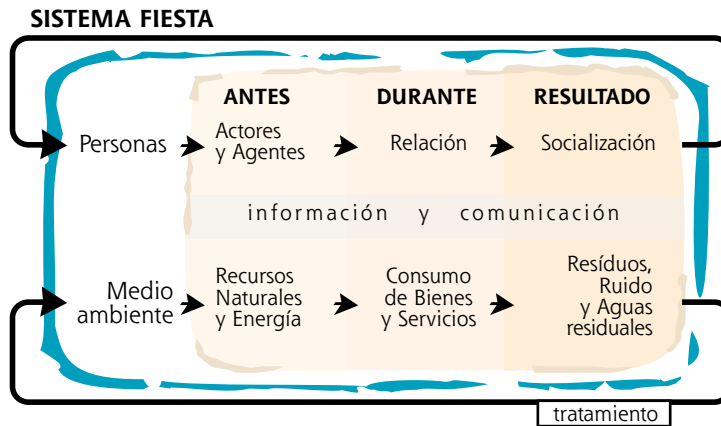 SISTEMA FIESTA
ANTES
DURANTE
RESULTADO
Personas
Actores
y Agentes
Relación
Socialización
información y comunicación
Medio
ambiente
Recursos
Naturales
y Energía
Consumo
de Bienes
y Servicios
Resíduos,
Ruido
y Aguas
residuales
tratamiento